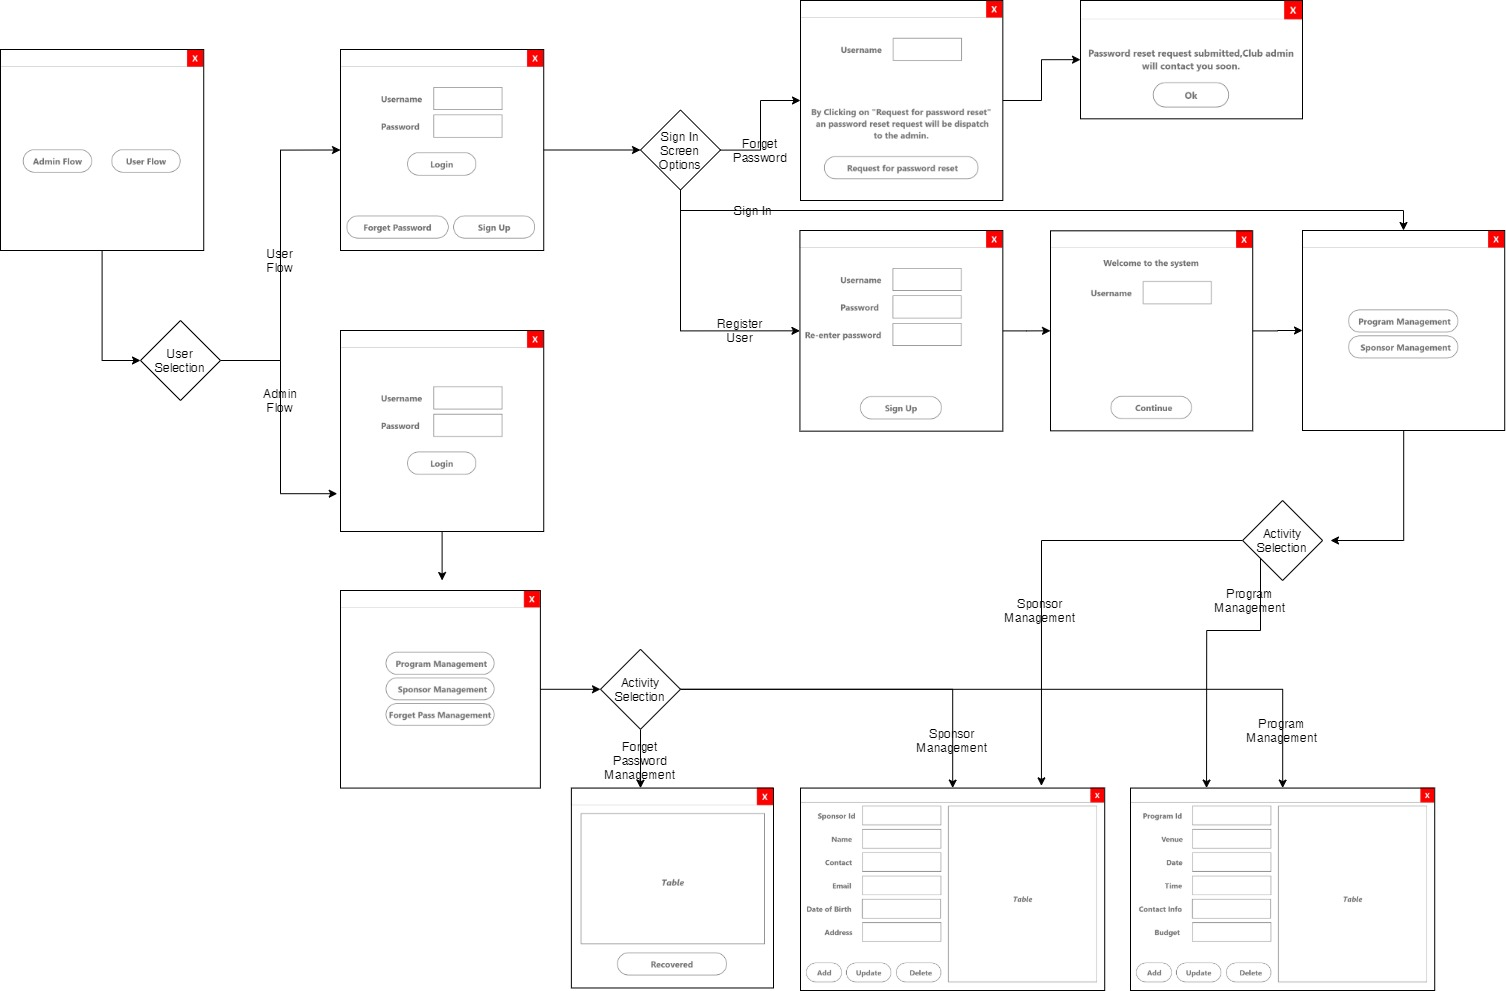 X
Admin Flow
User Flow
User
Selection
User
Flow
Admin
Flow
X
Username
Password
Login
Forget Password
Sign Up
Sign In
Screen
Options
Forget
Password
X
Username
By Clicking on "Request for password reset"
an password reset request will be dispatch
to the admin.
Request for password reset
X
Password reset request submitted,Club admin
will contact you soon.
Ok
Sign In
Register
User
X
Username
Password
Re-enter password
Sign Up
X
Welcome to the system
Username
Continue
X
Program Management
Sponsor Management
X
Username
Password
Login
Activity
Selection
Sponsor
Management
Program
Management
X
Program Management
Sponsor Management
Forget Pass Management
Activity
Selection
Forget
Password
Management
Sponsor
Management
Program
Management
X
Table
Recovered
X
Sponsor Id
Name
Contact
Email
Date of Birth
Address
Table
Add
Update
Delete
X
Program Id
Venue
Date
Time
Contact Info
Budget
Table
Add
Update
Delete